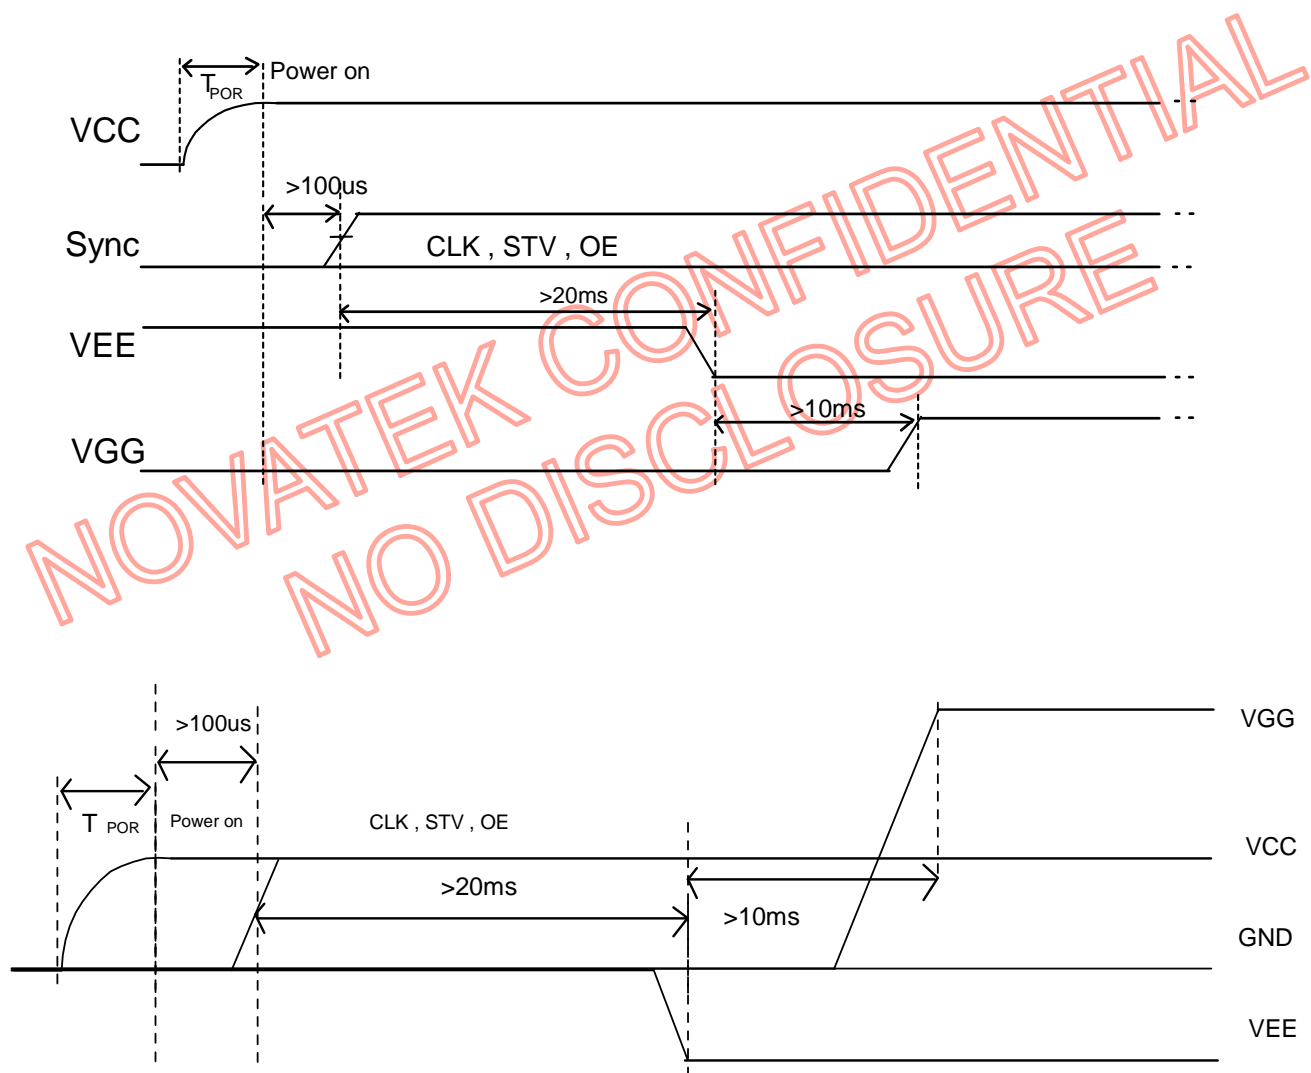 Power on
TPOR
VCC
>100us
Sync
CLK , STV , OE
>20ms
VEE
>10ms
VGG
NOVATEK CONFIDENTIAL
NO DISCLOSURE
>100us
VGG
T POR
Power on
CLK , STV , OE
VCC
>20ms
>10ms
GND
VEE